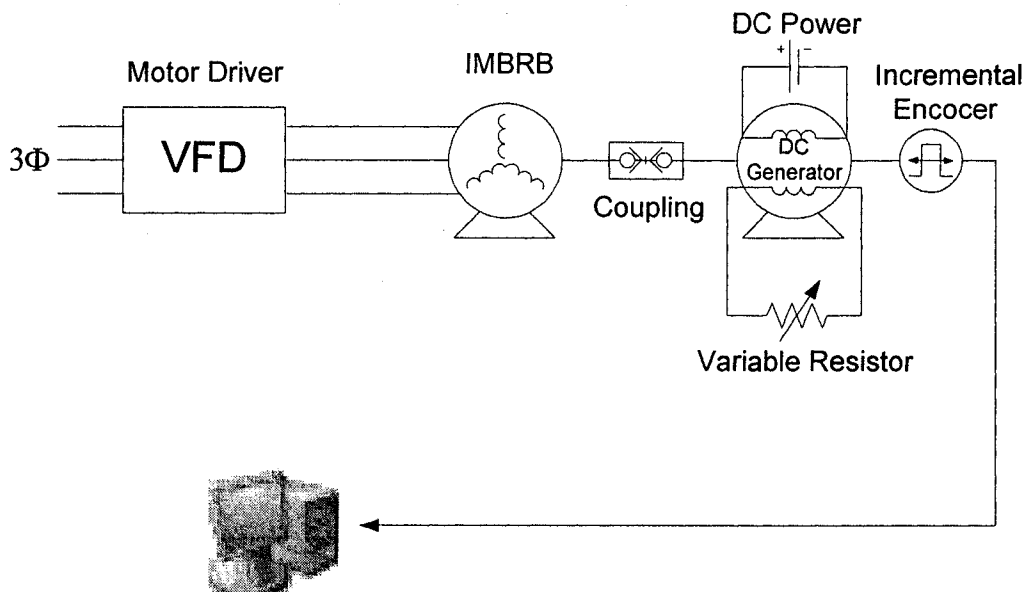 DC Power
+ −
Motor Driver
IMBRB
Incremental
Encocer
3Φ
VFD
DC
Generator
Coupling
Variable Resistor